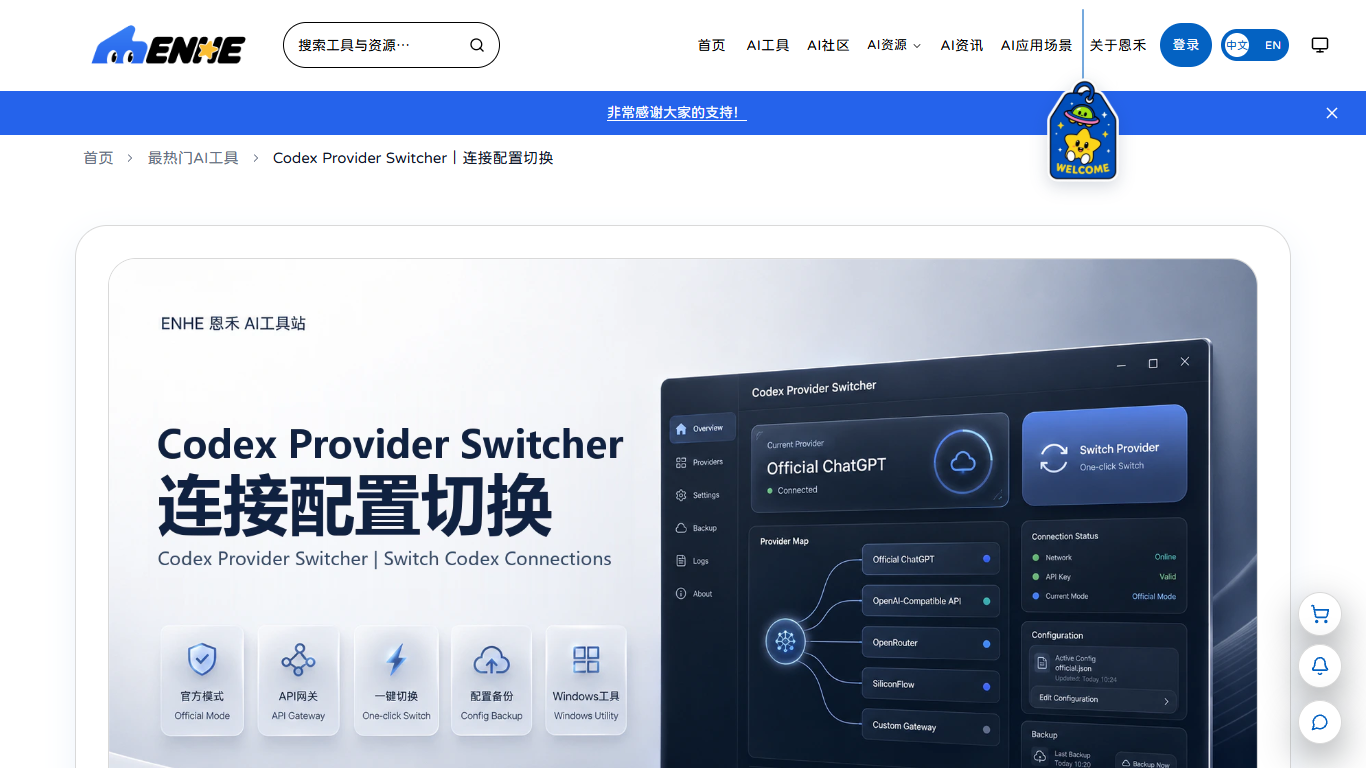 ENHE
搜索工具与资源···
首页
AI工具
AI社区
AI资源
AI资讯
AI应用场景
关于恩禾
登录
中文
EN
非常感谢大家的支持！
WELCOME
首页
最热门AI工具
Codex Provider Switcher丨连接配置切换
ENHE 恩禾 AI工具站
Codex Provider Switcher
连接配置切换
Codex Provider Switcher | Switch Codex Connections
官方模式
Official Mode
API网关
API Gateway
一键切换
One-click Switch
配置备份
Config Backup
Windows工具
Windows Utility
Codex Provider Switcher
Overview
Providers
Settings
Backup
Logs
About
Current Provider
Official ChatGPT
Connected
Switch Provider
One-click Switch
Provider Map
Official ChatGPT
OpenAI-Compatible API
OpenRouter
SiliconFlow
Custom Gateway
Connection Status
Network
Online
API Key
Valid
Current Mode
Official Mode
Configuration
Active Config
official.json
Updated: Today, 10:24
Edit Configuration
Backup
Last Backup
Today 10:20
Backup Now